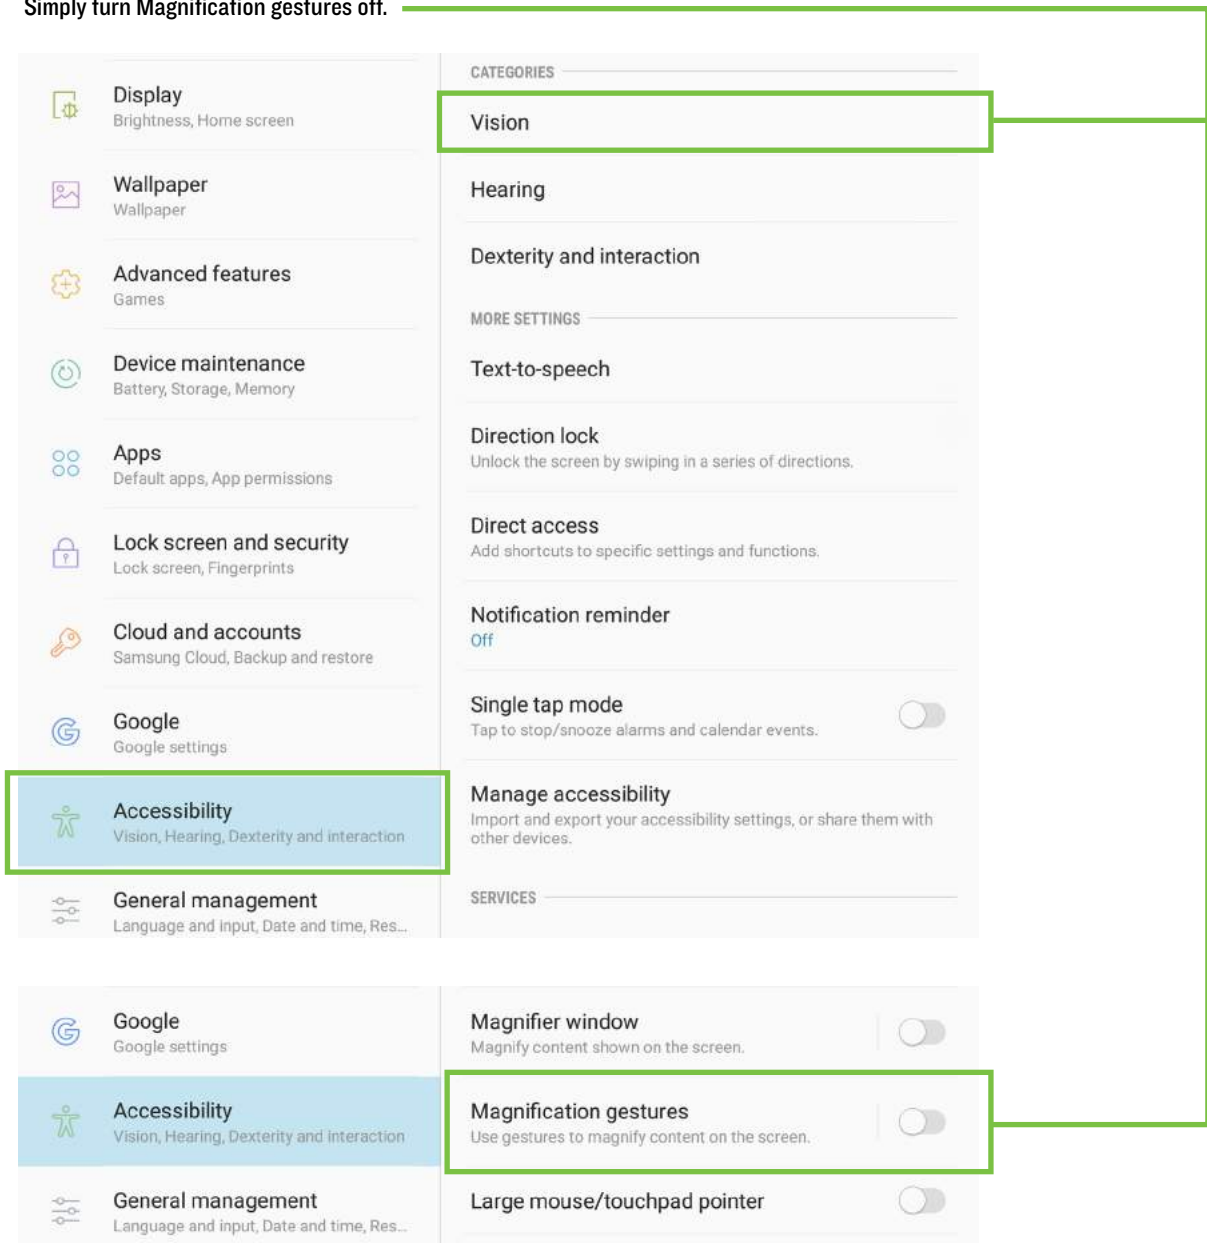 Simply turn Magnification gestures off.
Display
Brightness, Home screen
Wallpaper
Wallpaper
Advanced features
Games
Device maintenance
Battery, Storage, Memory
Apps
Default apps, App permissions
Lock screen and security
Lock screen, Fingerprints
Cloud and accounts
Samsung Cloud, Backup and restore
Google
Google settings
Accessibility
Vision, Hearing, Dexterity and interaction
General management
Language and input, Date and time, Res...
CATEGORIES
Vision
Hearing
Dexterity and interaction
MORE SETTINGS
Text-to-speech
Direction lock
Unlock the screen by swiping in a series of directions.
Direct access
Add shortcuts to specific settings and functions.
Notification reminder
Off
Single tap mode
Tap to stop/snooze alarms and calendar events.
Manage accessibility
Import and export your accessibility settings, or share them with
other devices.
SERVICES
Google
Google settings
Accessibility
Vision, Hearing, Dexterity and interaction
General management
Language and input, Date and time, Res...
Magnifier window
Magnify content shown on the screen.
Magnification gestures
Use gestures to magnify content on the screen.
Large mouse/touchpad pointer